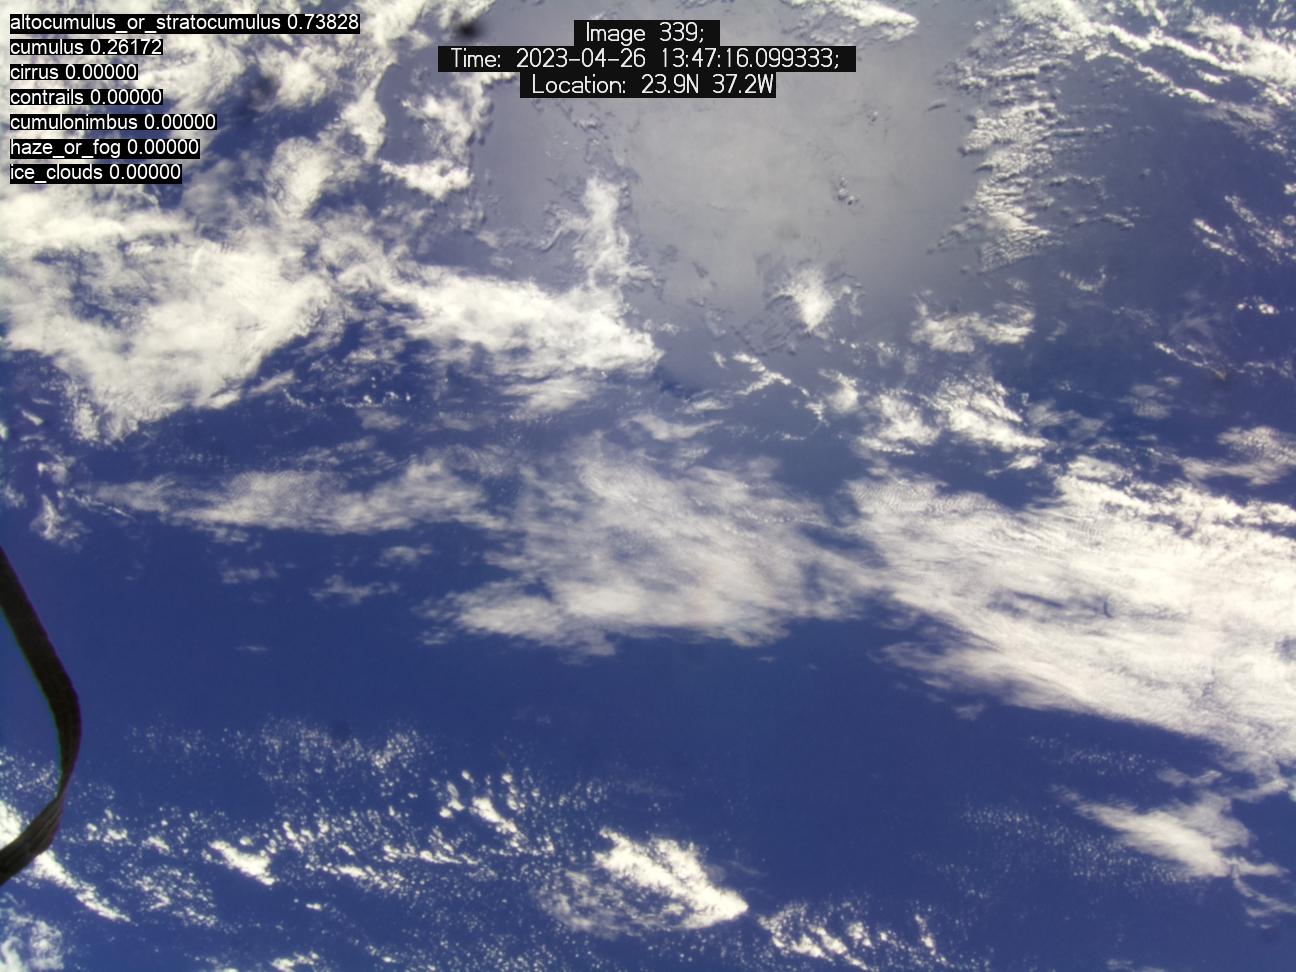 altocumulus_or_stratocumulus 0.73828
cumulus 0.26172
cirrus 0.00000
contrails 0.00000
cumulonimbus 0.00000
haze_or_fog 0.00000
ice_clouds 0.00000
Image 339;
Time: 2023-04-26 13:47:16.099333;
Location: 23.9N 37.2W